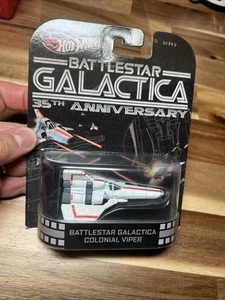 Hot Wheels
BATTLESTAR
GALACTICA
35TH ANNIVERSARY
BATTLESTAR GALACTICA
COLONIAL VIPER